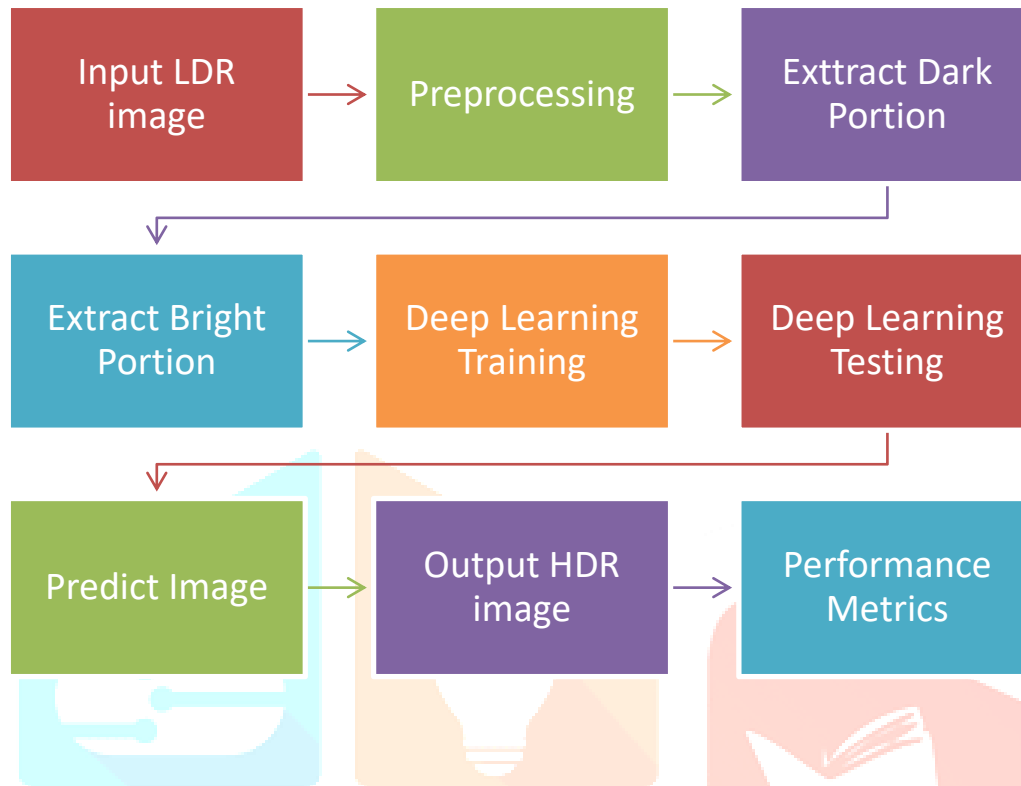 Input LDR
image
Preprocessing
Exttract Dark
Portion
Extract Bright
Portion
Deep Learning
Training
Deep Learning
Testing
Predict Image
Output HDR
image
Performance
Metrics